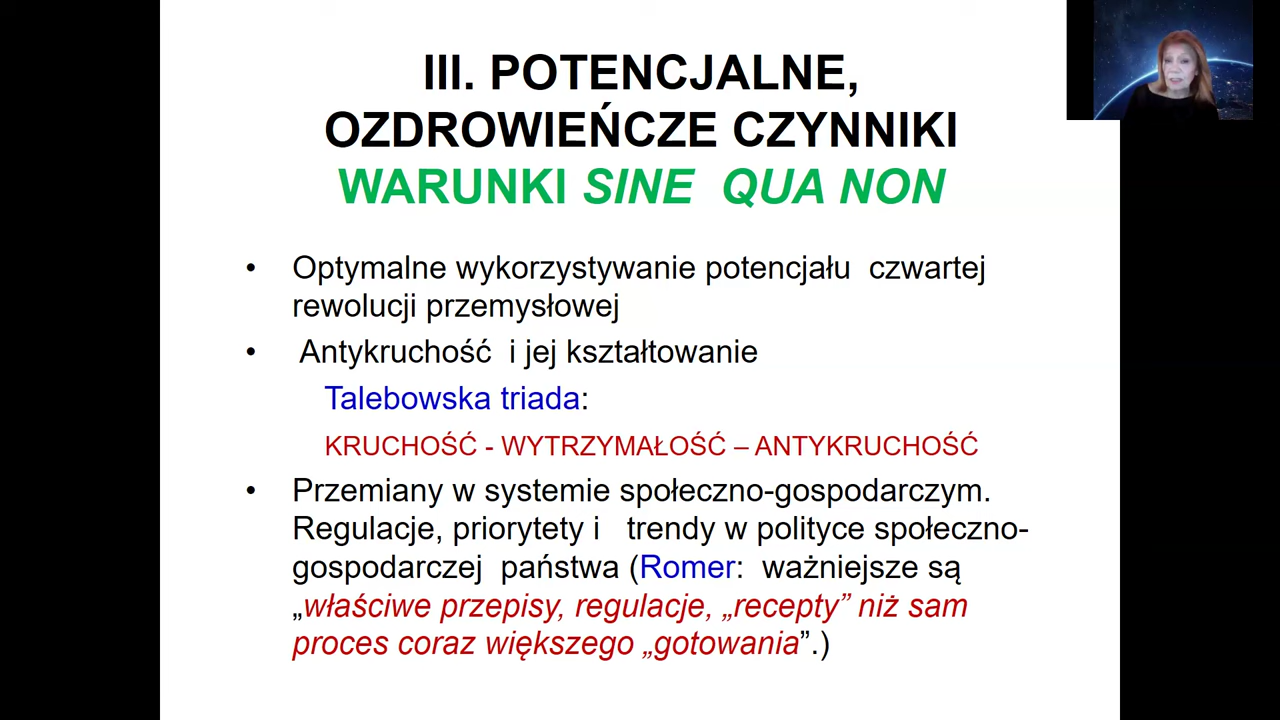 III. POTENCJALNE,
OZDROWIEŃCZE CZYNNIKI
WARUNKI SINE QUA NON
• Optymalne wykorzystywanie potencjału czwartej
rewolucji przemysłowej
• Antykruchość i jej kształtowanie
Talebowska triada:
KRUCHOŚĆ - WYTRZYMAŁOŚĆ – ANTYKRUCHOŚĆ
• Przemiany w systemie społeczno-gospodarczym.
Regulacje, priorytety i trendy w polityce społeczno-
gospodarczej państwa (Romer: ważniejsze są
„właściwe przepisy, regulacje, „recepty” niż sam
proces coraz większego „gotowania”.)